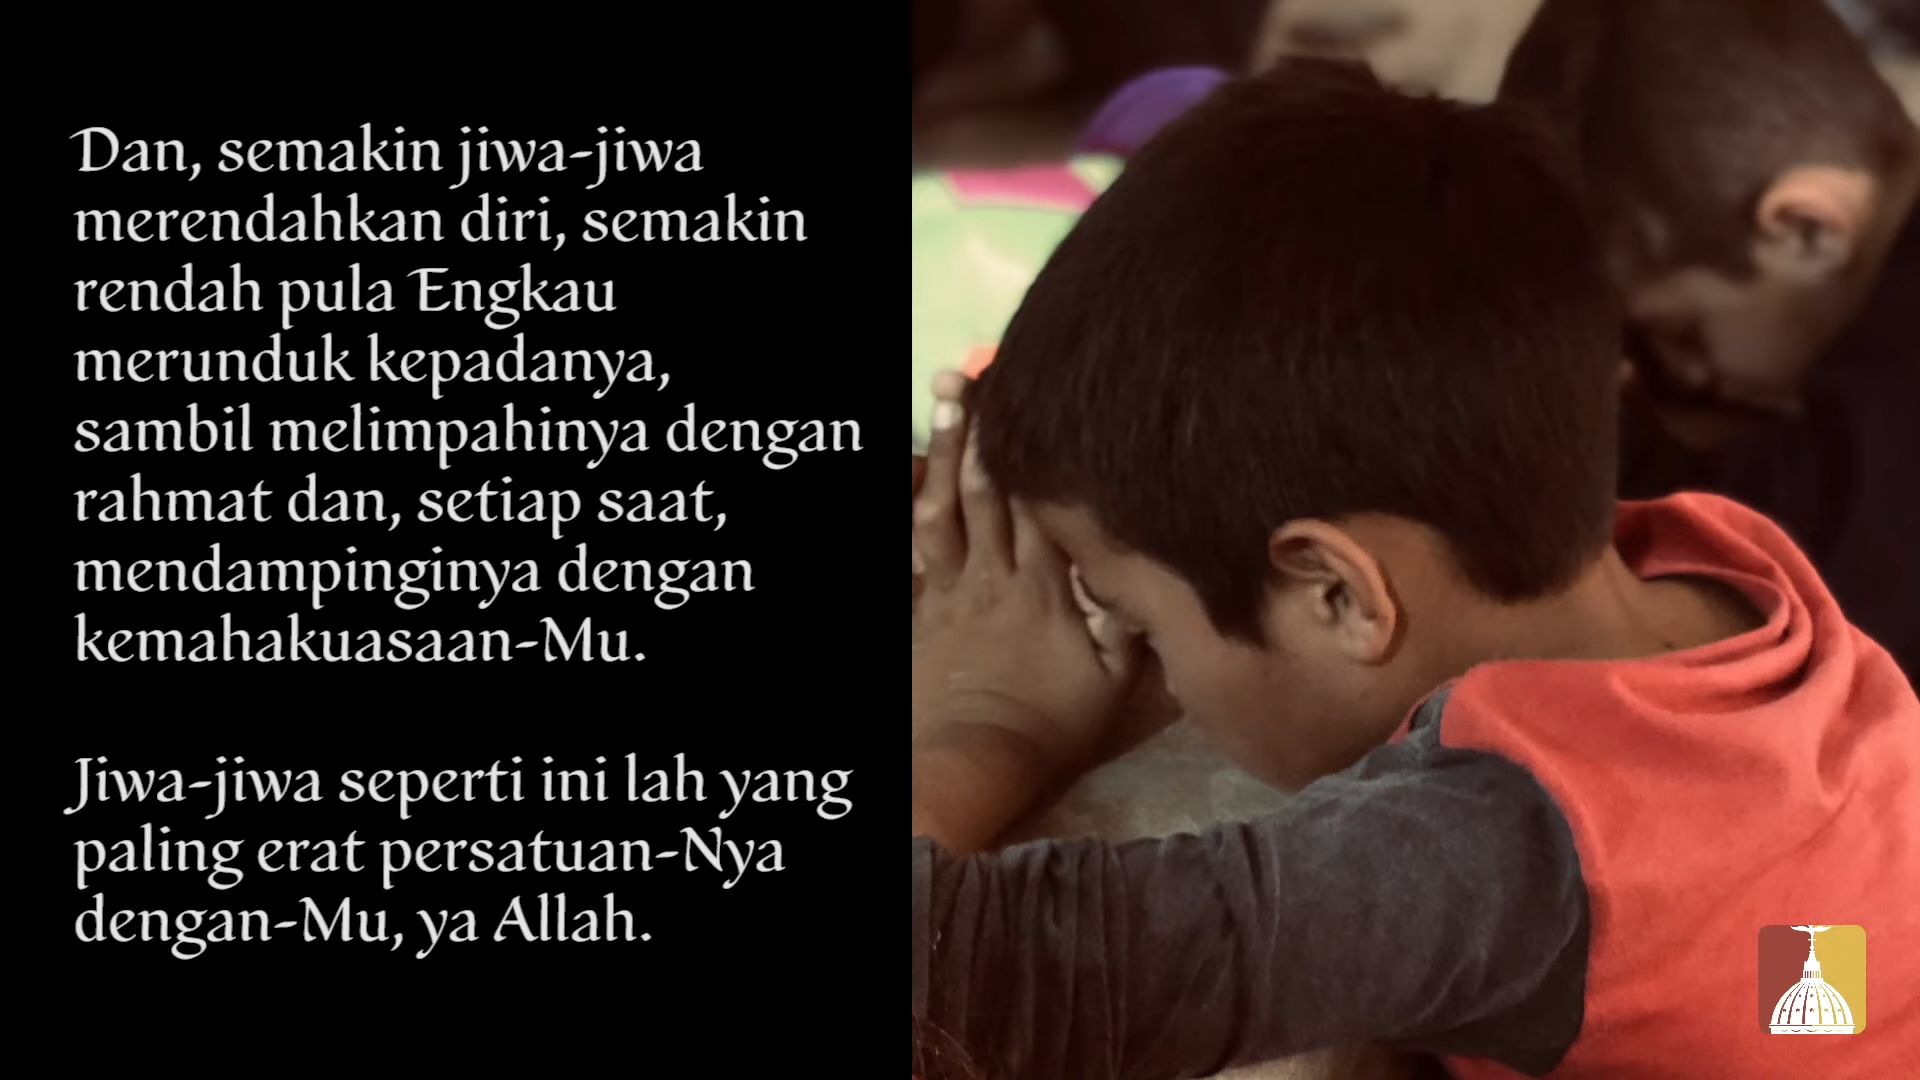 Dan, semakin jiwa-jiwa
merendahkan diri, semakin
rendah pula Engkau
merunduk kepadanya,
sambil melimpahinya dengan
rahmat dan, setiap saat,
mendampinginya dengan
kemahakuasaan-Mu.
Jiwa-jiwa seperti ini lah yang
paling erat persatuan-Nya
dengan-Mu, ya Allah.